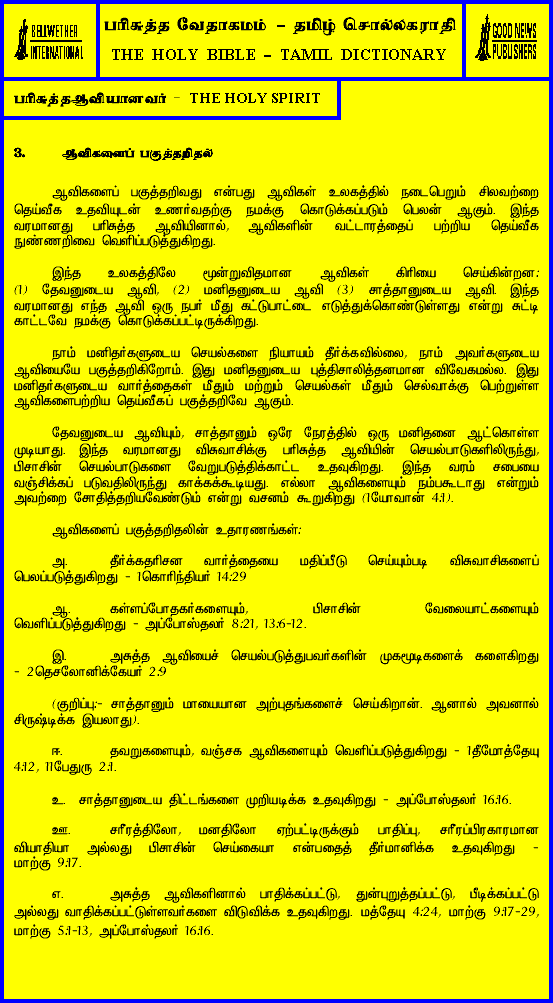 BELLWETHER
INTERNATIONAL
பரிசுத்த வேதாகமம் – தமிழ் சொல்லகராதி
THE HOLY BIBLE – TAMIL DICTIONARY
GOOD NEWS
PUBLISHERS
பரிசுத்தஆவியானவர் – THE HOLY SPIRIT
3. ஆவிகளைப் பகுத்தறிதல்
ஆவிகளைப் பகுத்தறிவது என்பது ஆவிகள் உலகத்தில் நடைபெறும் சிலவற்றை
தெய்வீக உதவியுடன் உணர்வதற்கு நமக்கு கொடுக்கப்படும் பெலன் ஆகும். இந்த
வரமானது பரிசுத்த ஆவியினால், ஆவிகளின் வட்டாரத்தைப் பற்றிய தெய்வீக
நுண்ணறிவை வெளிப்படுத்துகிறது.
இந்த உலகத்திலே மூன்றுவிதமான ஆவிகள் கிரியை செய்கின்றன:
(1) தேவனுடைய ஆவி, (2) மனிதனுடைய ஆவி (3) சாத்தானுடைய ஆவி. இந்த
வரமானது எந்த ஆவி ஒரு நபர் மீது கட்டுபாட்டை எடுத்துக்கொண்டுள்ளது என்று சுட்டி
காட்டவே நமக்கு கொடுக்கப்பட்டிருக்கிறது.
நாம் மனிதர்களுடைய செயல்களை நியாயம் தீர்க்கவில்லை, நாம் அவர்களுடைய
ஆவியையே பகுத்தறிகிறோம். இது மனிதனுடைய புத்திசாலித்தனமான விவேகமல்ல. இது
மனிதர்களுடைய வார்த்தைகள் மீதும் மற்றும் செயல்கள் மீதும் செல்வாக்கு பெற்றுள்ள
ஆவிகளைபற்றிய தெய்வீகப் பகுத்தறிவே ஆகும்.
தேவனுடைய ஆவியும், சாத்தானும் ஒரே நேரத்தில் ஒரு மனிதனை ஆட்கொள்ள
முடியாது. இந்த வரமானது விசுவாசிக்கு பரிசுத்த ஆவியின் செயல்பாடுகளிலிருந்து,
பிசாசின் செயல்பாடுகளை வேறுபடுத்திக்காட்ட உதவுகிறது. இந்த வரம் சபையை
வஞ்சிக்கப் படுவதிலிருந்து காக்கக்கூடியது. எல்லா ஆவிகளையும் நம்பகூடாது என்றும்
அவற்றை சோதித்தறியவேண்டும் என்று வசனம் கூறுகிறது (1யோவான் 4:1).
ஆவிகளைப் பகுத்தறிதலின் உதாரணங்கள்:
அ. தீர்க்கதரிசன வார்த்தையை மதிப்பீடு செய்யும்படி விசுவாசிகளைப்
பெலப்படுத்துகிறது - 1கொரிந்தியர் 14:29
ஆ. கள்ளப்போதகர்களையும், பிசாசின் வேலையாட்களையும்
வெளிப்படுத்துகிறது - அப்போஸ்தலர் 8:21, 13:6-12.
இ. அசுத்த ஆவியைச் செயல்படுத்துபவர்களின் முகமூடிகளைக் களைகிறது
- 2தெசலோனிக்கேயர் 2:9
(குறிப்பு:- சாத்தானும் மாயையான அற்புதங்களைச் செய்கிறான். ஆனால் அவனால்
சிருஷ்டிக்க இயலாது).
ஈ. தவறுகளையும், வஞ்சக ஆவிகளையும் வெளிப்படுத்துகிறது - 1தீமோத்தேயு
4:12, 11பேதுரு 2:1.
உ. சாத்தானுடைய திட்டங்களை முறியடிக்க உதவுகிறது - அப்போஸ்தலர் 16:16.
ஊ. சரீரத்திலோ, மனதிலோ ஏற்பட்டிருக்கும் பாதிப்பு, சரீரப்பிரகாரமான
வியாதியா அல்லது பிசாசின் செய்கையா என்பதைத் தீர்மானிக்க உதவுகிறது -
மாற்கு 9:17.
எ. அசுத்த ஆவிகளினால் பாதிக்கப்பட்டு, துன்புறுத்தப்பட்டு, பீடிக்கப்பட்டு
அல்லது வாதிக்கப்பட்டுள்ளவர்களை விடுவிக்க உதவுகிறது. மத்தேயு 4:24, மாற்கு 9:17-29,
மாற்கு 5:1-13, அப்போஸ்தலர் 16:16.